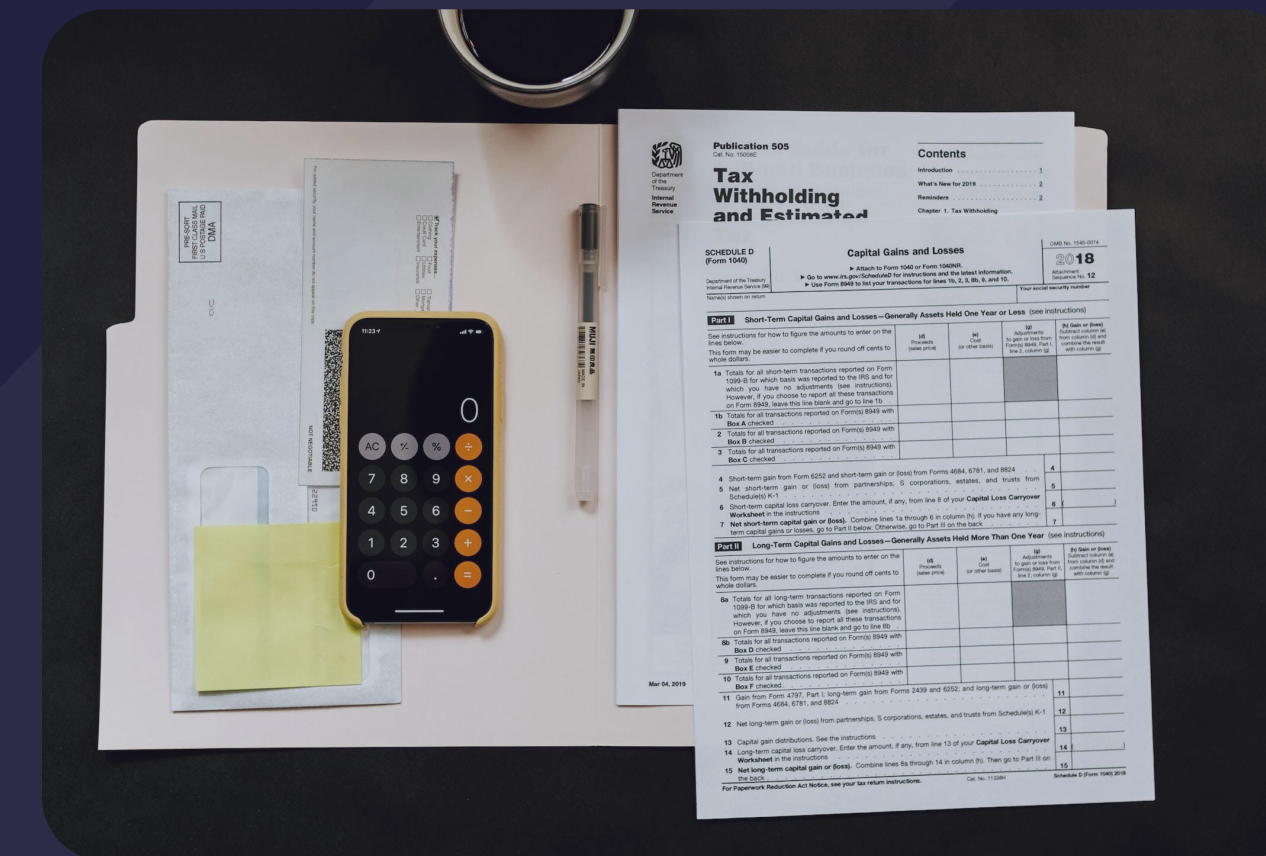 PRE-SORT
FIRST CLASS MAIL
U S POSTAGE PAID
DMA
Track your expenses...
NOT NEGOTIABLE
11:23
0
AC
+/-
%
÷
7
8
9
×
4
5
6
−
1
2
3
+
0
.
=
MUJI 無印良品
Department
of the
Treasury
Internal
Revenue
Service
Publication 505
Cat. No. 15008E
Tax
Withholding
and Estimated
Contents
Introduction . . . . . . . . . . . . . . . . . 1
What's New for 2019 . . . . . . . . . . . 2
Reminders . . . . . . . . . . . . . . . . . . 2
Chapter 1. Tax Withholding
Mar 04, 2019
SCHEDULE D
(Form 1040)
Department of the Treasury
Internal Revenue Service (99)
Capital Gains and Losses
▶ Attach to Form 1040 or Form 1040NR.
▶ Go to www.irs.gov/ScheduleD for instructions and the latest information.
▶ Use Form 8949 to list your transactions for lines 1b, 2, 3, 8b, 9, and 10.
OMB No. 1545-0074
2018
Attachment
Sequence No. 12
Name(s) shown on return
Your social security number
Part I Short-Term Capital Gains and Losses—Generally Assets Held One Year or Less (see instructions)
See instructions for how to figure the amounts to enter on the
lines below.
This form may be easier to complete if you round off cents to
whole dollars.
(d)
Proceeds
(sales price)
(e)
Cost
(or other basis)
(g)
Adjustments
to gain or loss from
Form(s) 8949, Part I,
line 2, column (g)
(h) Gain or (loss)
Subtract column (e)
from column (d) and
combine the result
with column (g)
1a Totals for all short-term transactions reported on Form
1099-B for which basis was reported to the IRS and for
which you have no adjustments (see instructions).
However, if you choose to report all these transactions
on Form 8949, leave this line blank and go to line 1b .
1b Totals for all transactions reported on Form(s) 8949 with
Box A checked
2 Totals for all transactions reported on Form(s) 8949 with
Box B checked
3 Totals for all transactions reported on Form(s) 8949 with
Box C checked
4 Short-term gain from Form 6252 and short-term gain or (loss) from Forms 4684, 6781, and 8824 . . 4
5 Net short-term gain or (loss) from partnerships, S corporations, estates, and trusts from
Schedule(s) K-1 5
6 Short-term capital loss carryover. Enter the amount, if any, from line 8 of your Capital Loss Carryover
Worksheet in the instructions 6 ( )
7 Net short-term capital gain or (loss). Combine lines 1a through 6 in column (h). If you have any long-
term capital gains or losses, go to Part II below. Otherwise, go to Part III on the back 7
Part II Long-Term Capital Gains and Losses—Generally Assets Held More Than One Year (see instructions)
See instructions for how to figure the amounts to enter on the
lines below.
This form may be easier to complete if you round off cents to
whole dollars.
(d)
Proceeds
(sales price)
(e)
Cost
(or other basis)
(g)
Adjustments
to gain or loss from
Form(s) 8949, Part II,
line 2, column (g)
(h) Gain or (loss)
Subtract column (e)
from column (d) and
combine the result
with column (g)
8a Totals for all long-term transactions reported on Form
1099-B for which basis was reported to the IRS and for
which you have no adjustments (see instructions).
However, if you choose to report all these transactions
on Form 8949, leave this line blank and go to line 8b .
8b Totals for all transactions reported on Form(s) 8949 with
Box D checked
9 Totals for all transactions reported on Form(s) 8949 with
Box E checked
10 Totals for all transactions reported on Form(s) 8949 with
Box F checked
11 Gain from Form 4797, Part I; long-term gain from Forms 2439 and 6252; and long-term gain or (loss)
from Forms 4684, 6781, and 8824 11
12 Net long-term gain or (loss) from partnerships, S corporations, estates, and trusts from Schedule(s) K-1 12
13 Capital gain distributions. See the instructions 13
14 Long-term capital loss carryover. Enter the amount, if any, from line 13 of your Capital Loss Carryover
Worksheet in the instructions 14 ( )
15 Net long-term capital gain or (loss). Combine lines 8a through 14 in column (h). Then go to Part III on
the back 15
For Paperwork Reduction Act Notice, see your tax return instructions. Cat. No. 11338H Schedule D (Form 1040) 2018